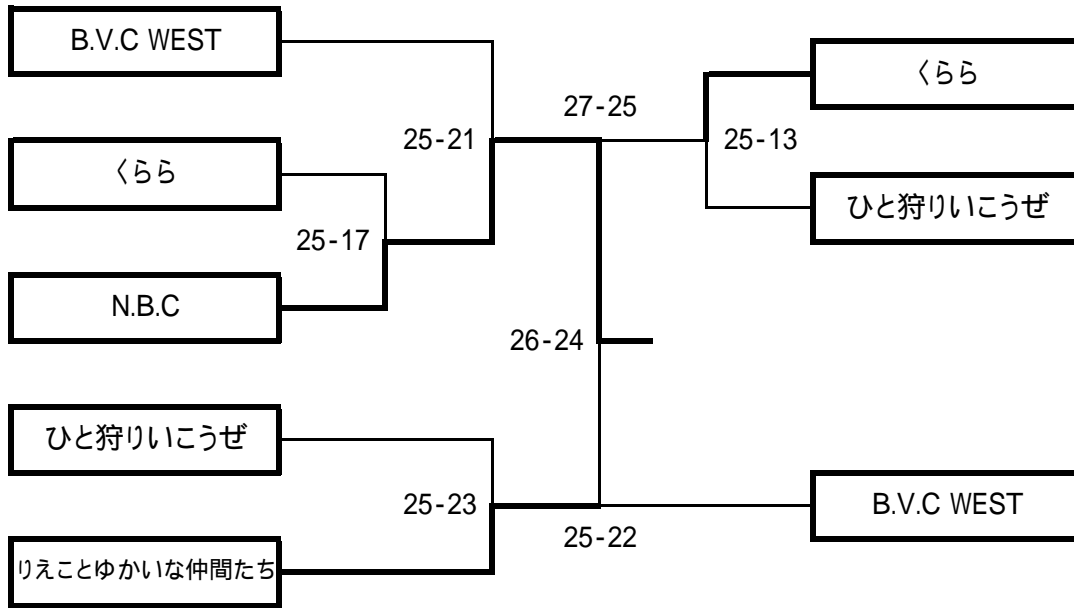 B.V.C WEST
くらら
27-25
25-21
25-13
くらら
ひと狩りいこうぜ
25-17
N.B.C
26-24
ひと狩りいこうぜ
25-23
B.V.C WEST
25-22
りえことゆかいな仲間たち